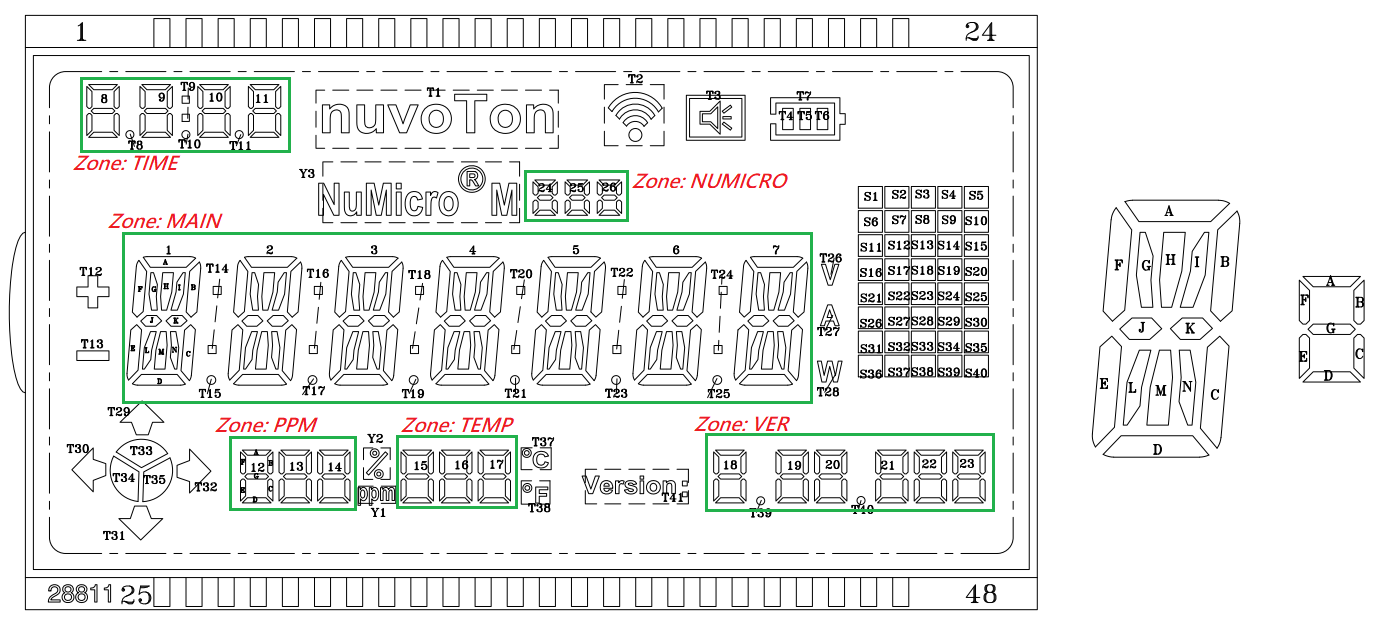 1 24
8 9 T9 10 11
T8 T10 T11
Zone: TIME
T1
nuvoTon
T2
T3
T7
T4 T5 T6
Y3
NuMicro® M
24 25 26
Zone: NUMICRO
Zone: MAIN
1 2 3 4 5 6 7
A
F G H I B
J K
E L M N C
D
T12
T13
T14 T16 T18 T20 T22 T24
T15 T17 T19 T21 T23 T25
T26
V
A
T27
W
T28
S1 S2 S3 S4 S5
S6 S7 S8 S9 S10
S11 S12 S13 S14 S15
S16 S17 S18 S19 S20
S21 S22 S23 S24 S25
S26 S27 S28 S29 S30
S31 S32 S33 S34 S35
S36 S37 S38 S39 S40
T29
T30
T33
T34 T35
T32
T31
Zone: PPM
A
F 12 B
G
E C
D
13 14
Y2
%
ppm
Y1
Zone: TEMP
15 16 17
T37
°C
°F
T38
Version:
T41
Zone: VER
18 19 20 21 22 23
T39 T40
28811 25 48
A
F G H I B
J K
E L M N C
D
A
F B
G
E C
D